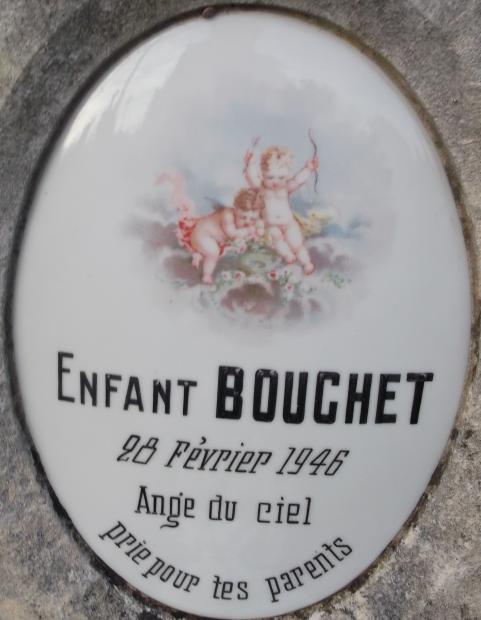 ENFANT BOUCHET
28 Février 1946
Ange du ciel
prie pour tes parents